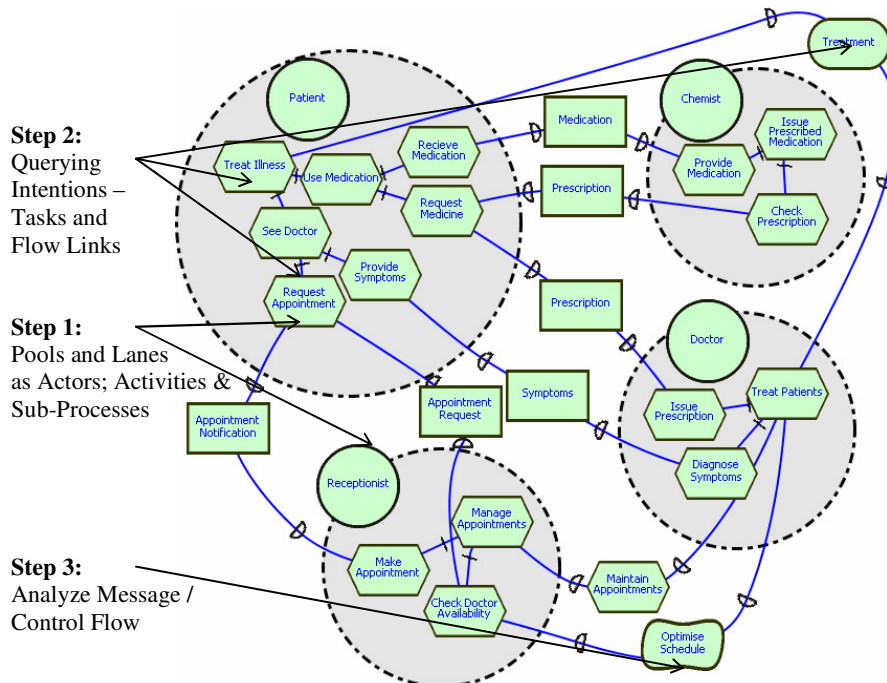 Treatment
Patient
Chemist
Issue
Prescribed
Medication
Medication
Step 2:
Querying
Intentions –
Tasks and
Flow Links
Recieve
Medication
Treat Illness
Use Medication
Provide
Medication
Request
Medicine
Prescription
Check
Prescription
See Doctor
Provide
Symptoms
Request
Appointment
Prescription
Step 1:
Pools and Lanes
as Actors; Activities &
Sub-Processes
Doctor
Appointment
Notification
Appointment
Request
Symptoms
Issue
Prescription
Treat Patients
Diagnose
Symptoms
Receptionist
Manage
Appointments
Make
Appointment
Maintain
Appointments
Check Doctor
Availability
Step 3:
Analyze Message /
Control Flow
Optimise
Schedule